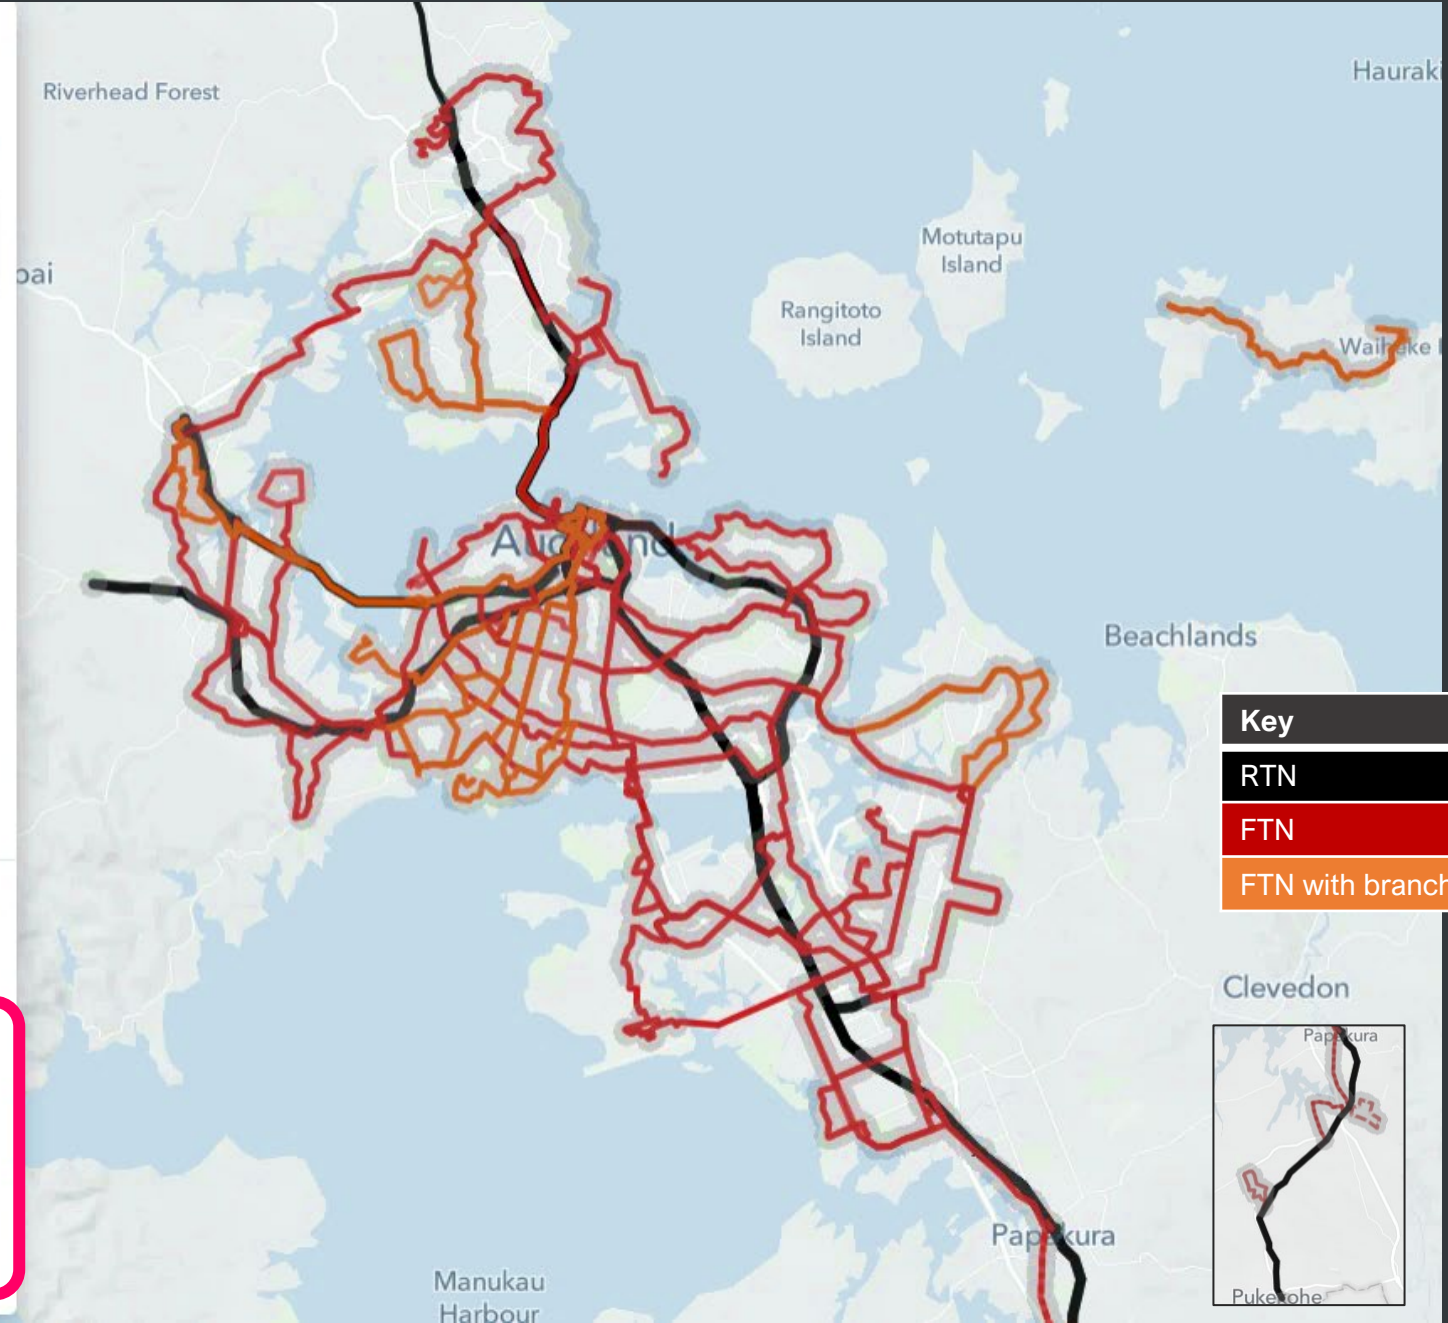 Riverhead Forest
Hauraki
Motutapu
Island
pai
Rangitoto
Island
Waiheke I
Auckland
Beachlands
Key
RTN
FTN
FTN with branch
Clevedon
Papakura
Papakura
Manukau
Harbour
Pukekohe